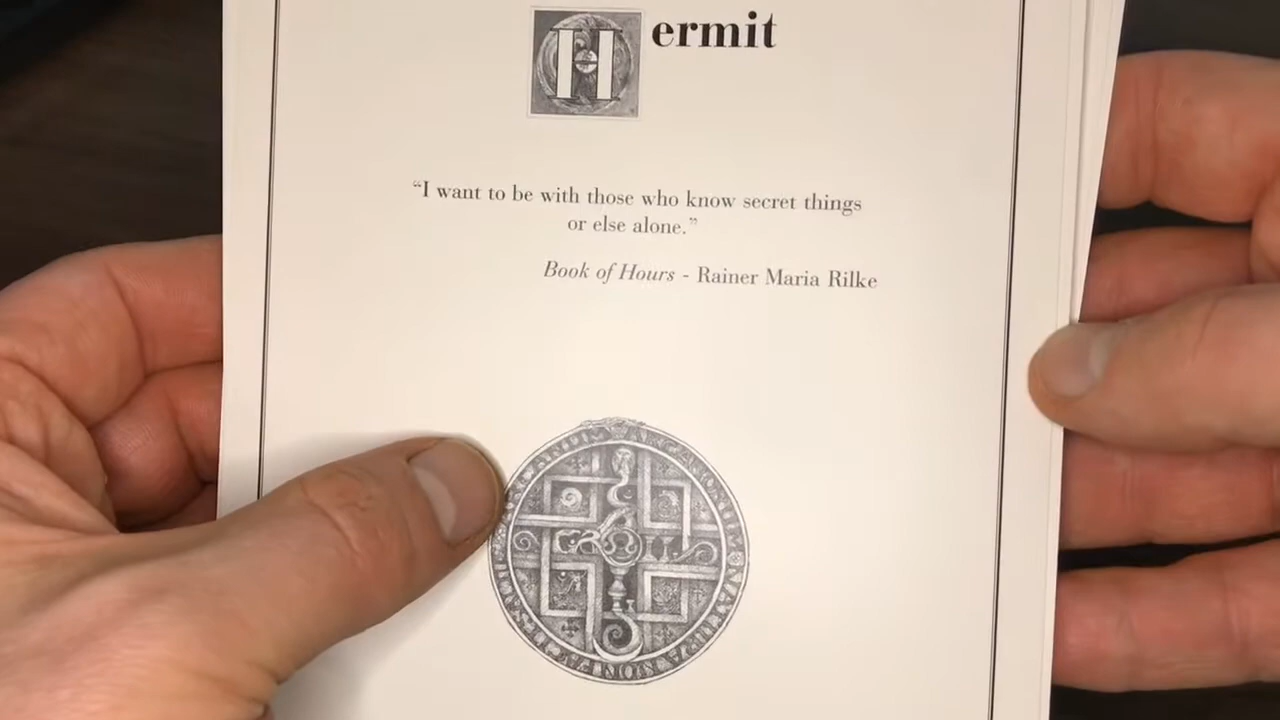 Hermit
“I want to be with those who know secret things
or else alone.”
Book of Hours - Rainer Maria Rilke